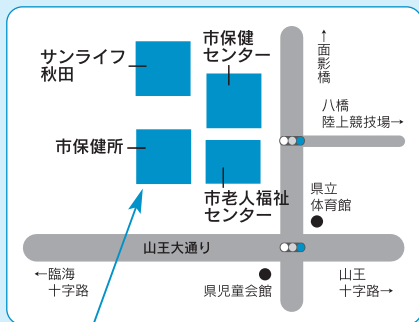 サンライフ
秋田
市保健
センター
↑
面
影
橋
八橋
陸上競技場→
市保健所
市老人福祉
センター
県立
体育館
山王大通り
←臨海
十字路
県児童会館
山王
十字路→